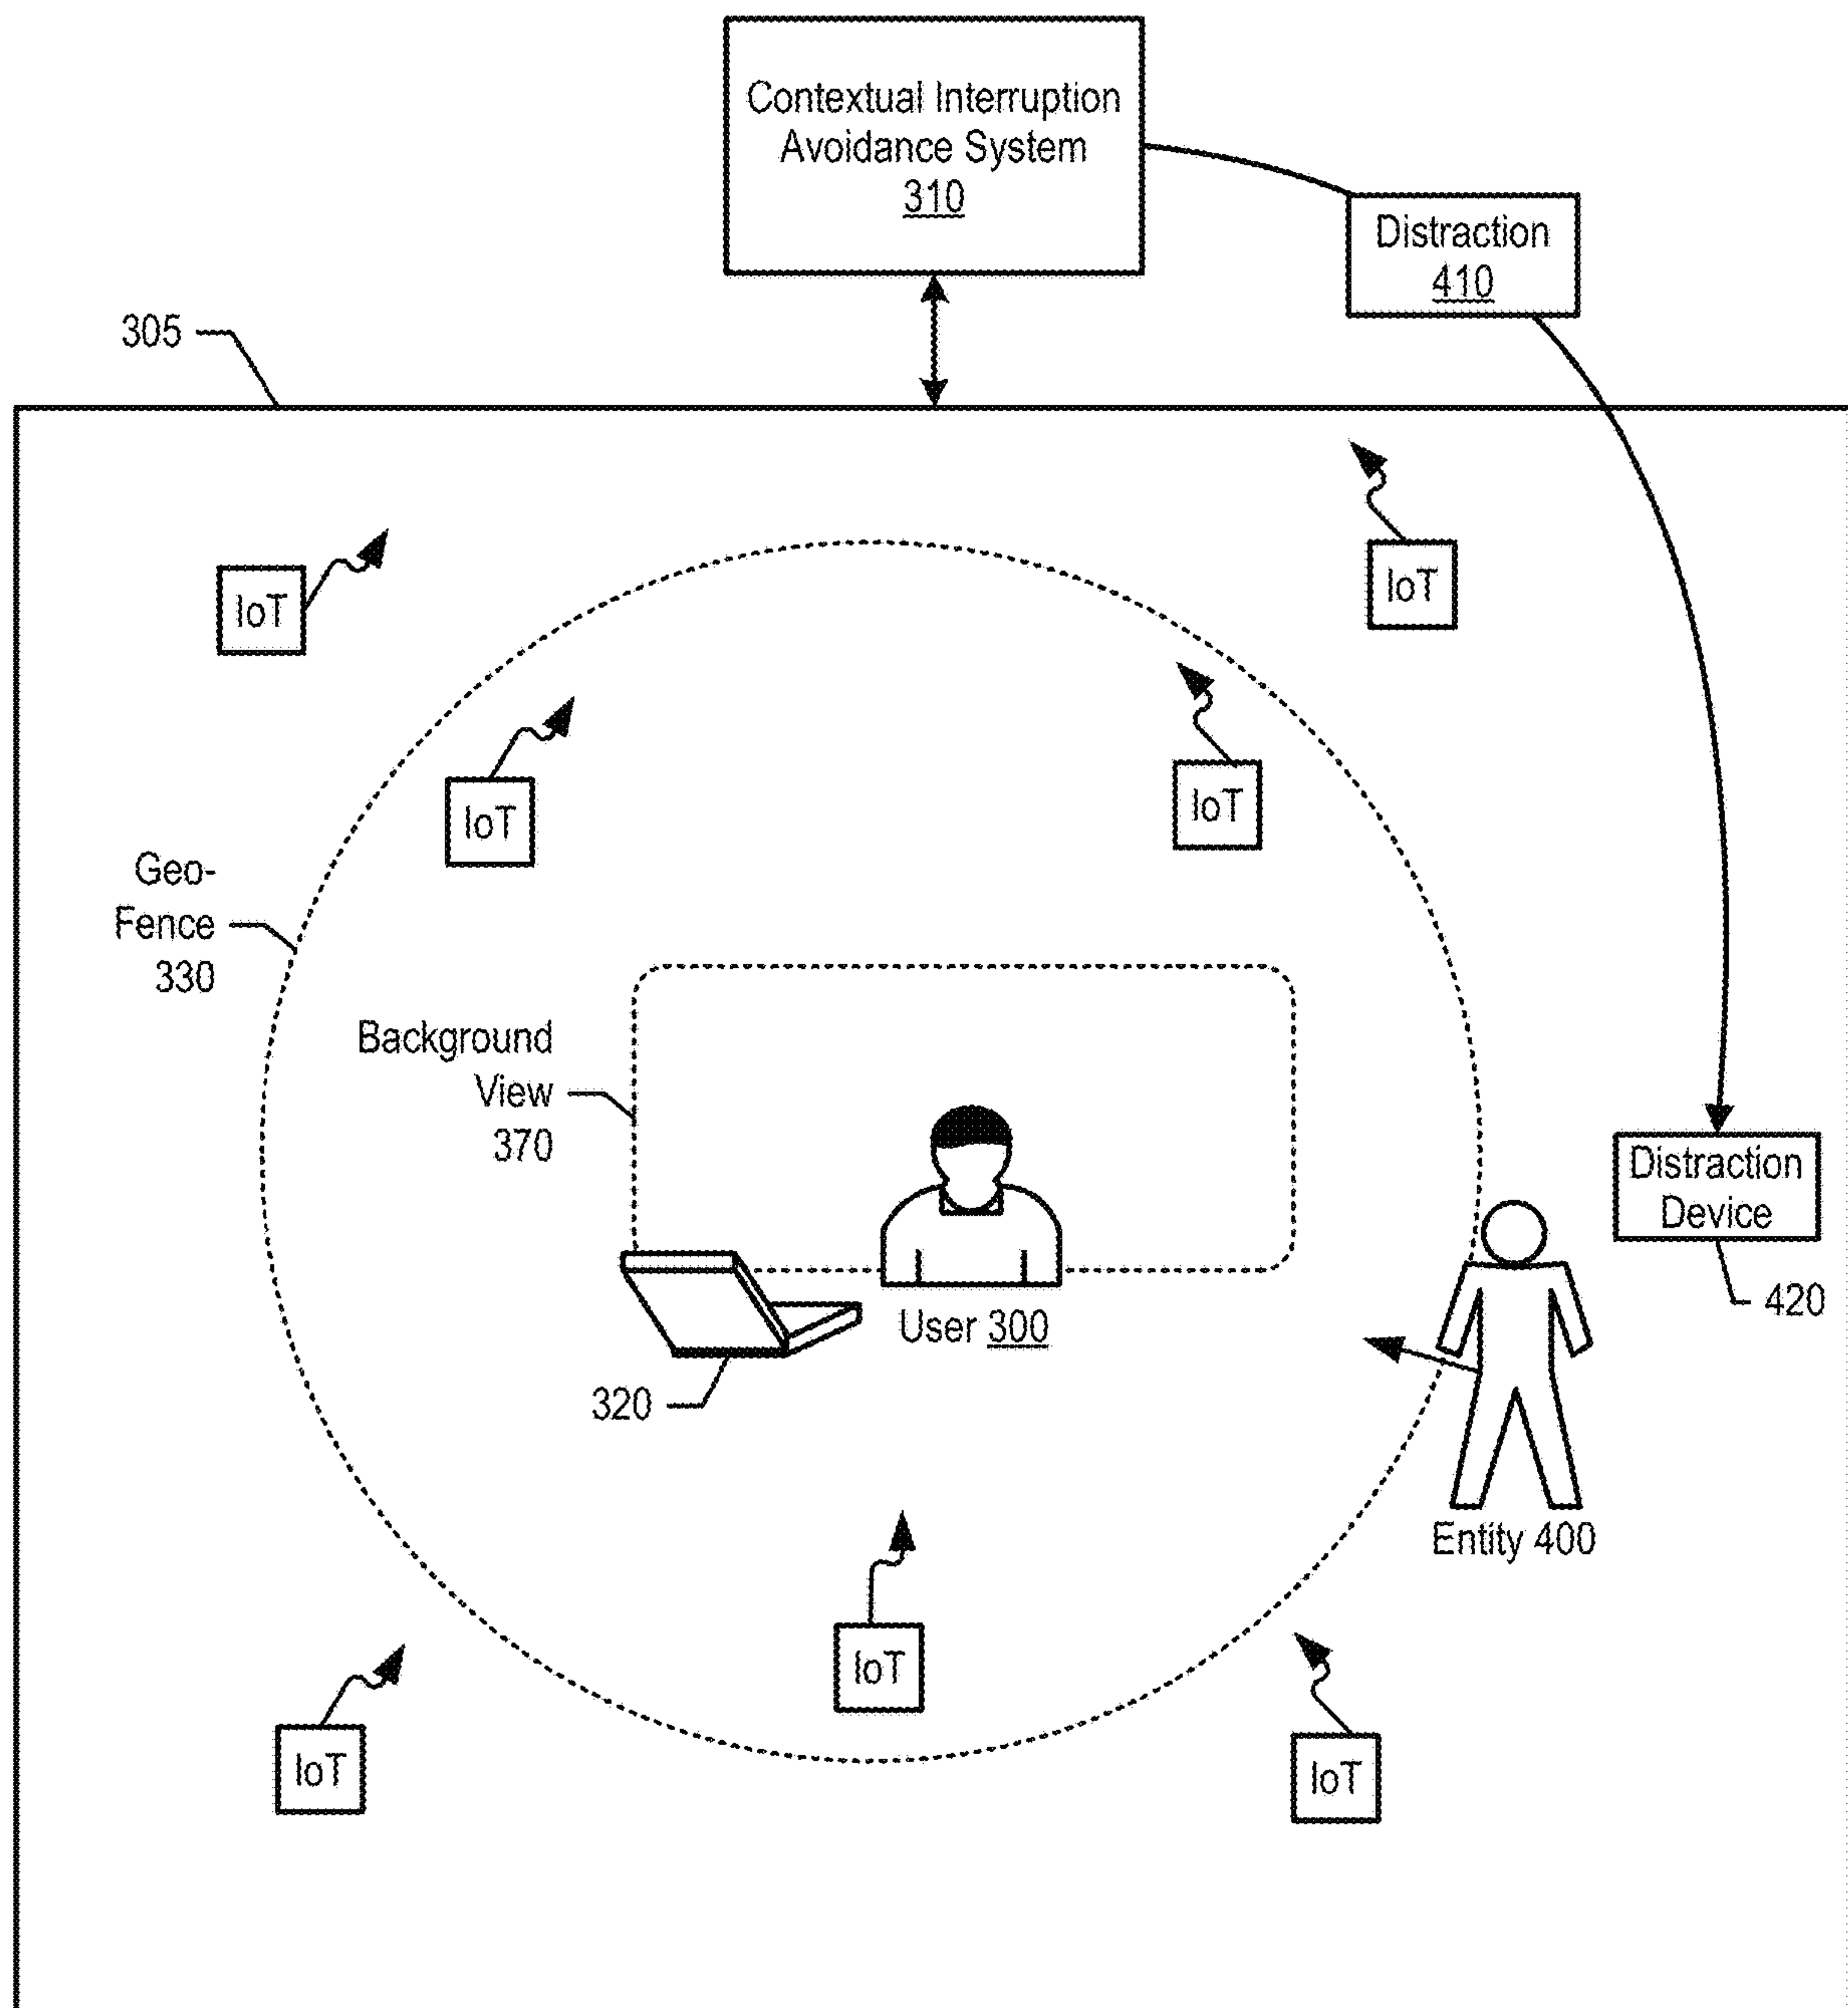 Contextual Interruption
Avoidance System
310
Distraction
410
305
IoT
IoT
IoT
IoT
Geo-
Fence
330
Background
View
370
Distraction
Device
420
User 300
320
Entity 400
IoT
IoT
IoT